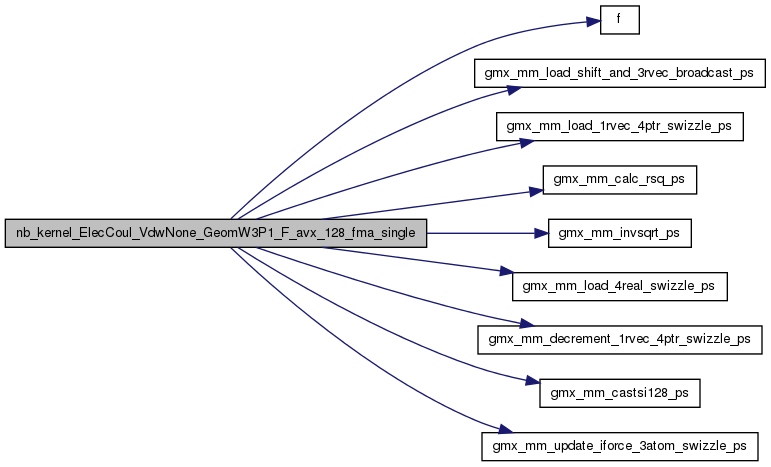 f
gmx_mm_load_shift_and_3rvec_broadcast_ps
gmx_mm_load_1rvec_4ptr_swizzle_ps
gmx_mm_calc_rsq_ps
nb_kernel_ElecCoul_VdwNone_GeomW3P1_F_avx_128_fma_single
gmx_mm_invsqrt_ps
gmx_mm_load_4real_swizzle_ps
gmx_mm_decrement_1rvec_4ptr_swizzle_ps
gmx_mm_castsi128_ps
gmx_mm_update_iforce_3atom_swizzle_ps